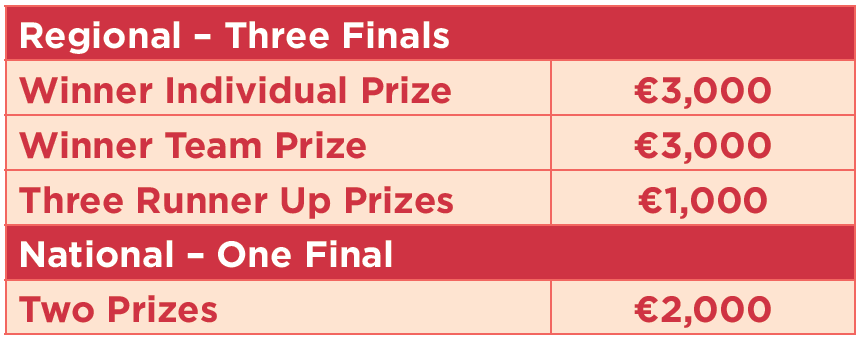 Regional – Three Finals
Winner Individual Prize €3,000
Winner Team Prize €3,000
Three Runner Up Prizes €1,000
National – One Final
Two Prizes €2,000